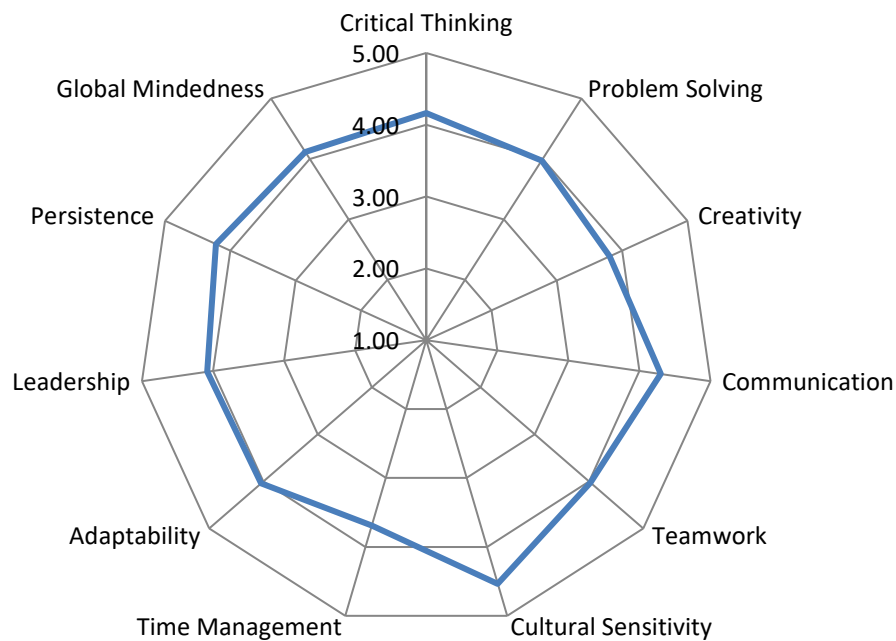 Critical Thinking
5.00
Global Mindedness
Problem Solving
4.00
3.00
Persistence
Creativity
2.00
1.00
Leadership
Communication
Adaptability
Teamwork
Time Management
Cultural Sensitivity